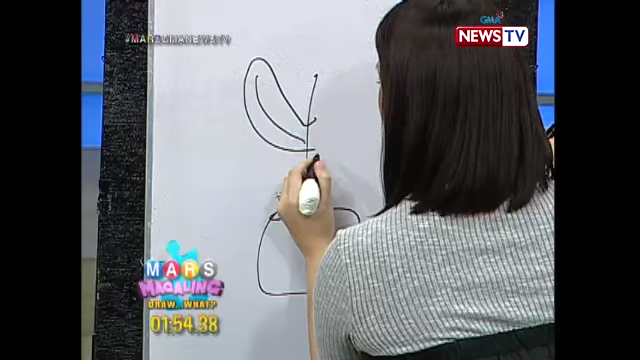 GMA
NEWS TV
MARS
MAGALING
DRAW.. WHAT?
01:54.38